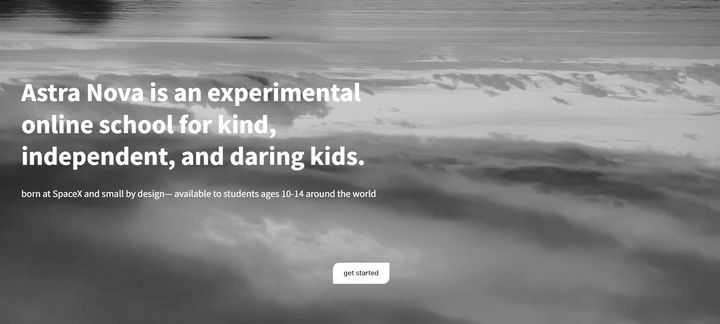 Astra Nova is an experimental
online school for kind,
independent, and daring kids.
born at SpaceX and small by design— available to students ages 10-14 around the world
get started